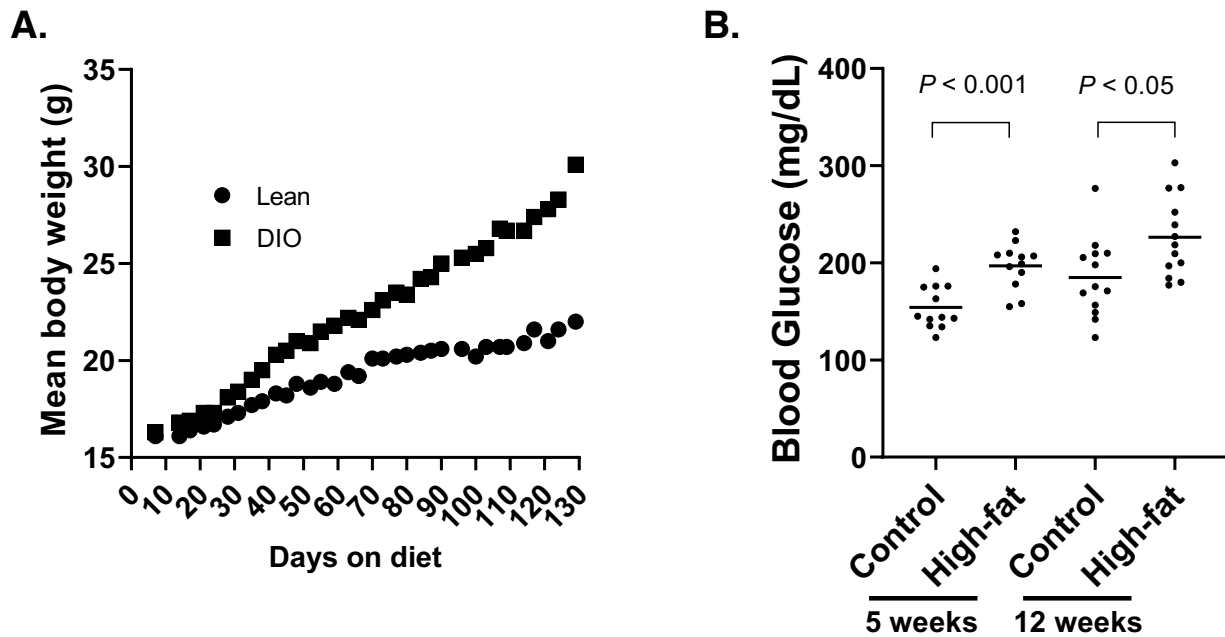 A.
Mean body weight (g)
35
30
25
20
15
Lean
DIO
0
10
20
30
40
50
60
70
80
90
100
110
120
130
Days on diet
B.
Blood Glucose (mg/dL)
400
300
200
100
0
P < 0.001
P < 0.05
Control
High-fat
Control
High-fat
5 weeks
12 weeks